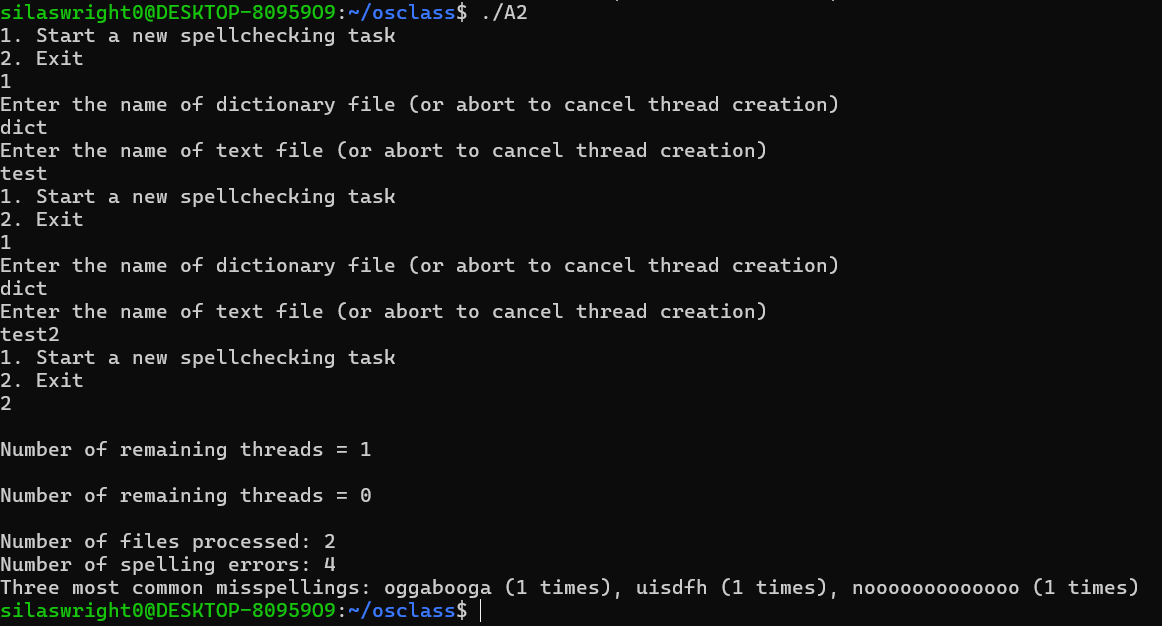 silaswright0@DESKTOP-8095909:~/osclass$ ./A2
1. Start a new spellchecking task
2. Exit
1
Enter the name of dictionary file (or abort to cancel thread creation)
dict
Enter the name of text file (or abort to cancel thread creation)
test
1. Start a new spellchecking task
2. Exit
1
Enter the name of dictionary file (or abort to cancel thread creation)
dict
Enter the name of text file (or abort to cancel thread creation)
test2
1. Start a new spellchecking task
2. Exit
2
Number of remaining threads = 1
Number of remaining threads = 0
Number of files processed: 2
Number of spelling errors: 4
Three most common misspellings: oggabooga (1 times), uisdfh (1 times), nooooooooooooo (1 times)
silaswright0@DESKTOP-8095909:~/osclass$